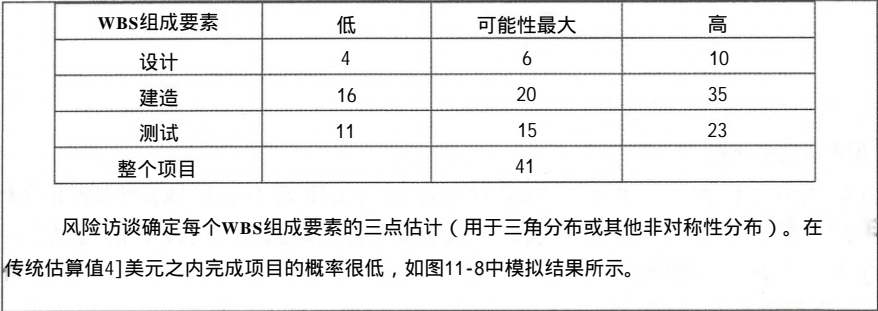 WBS组成要素 低 可能性最大 高
设计 4 6 10
建造 16 20 35
测试 11 15 23
整个项目 41
风险访谈确定每个WBS组成要素的三点估计（用于三角分布或其他非对称性分布）。在
传统估算值4]美元之内完成项目的概率很低，如图11-8中模拟结果所示。